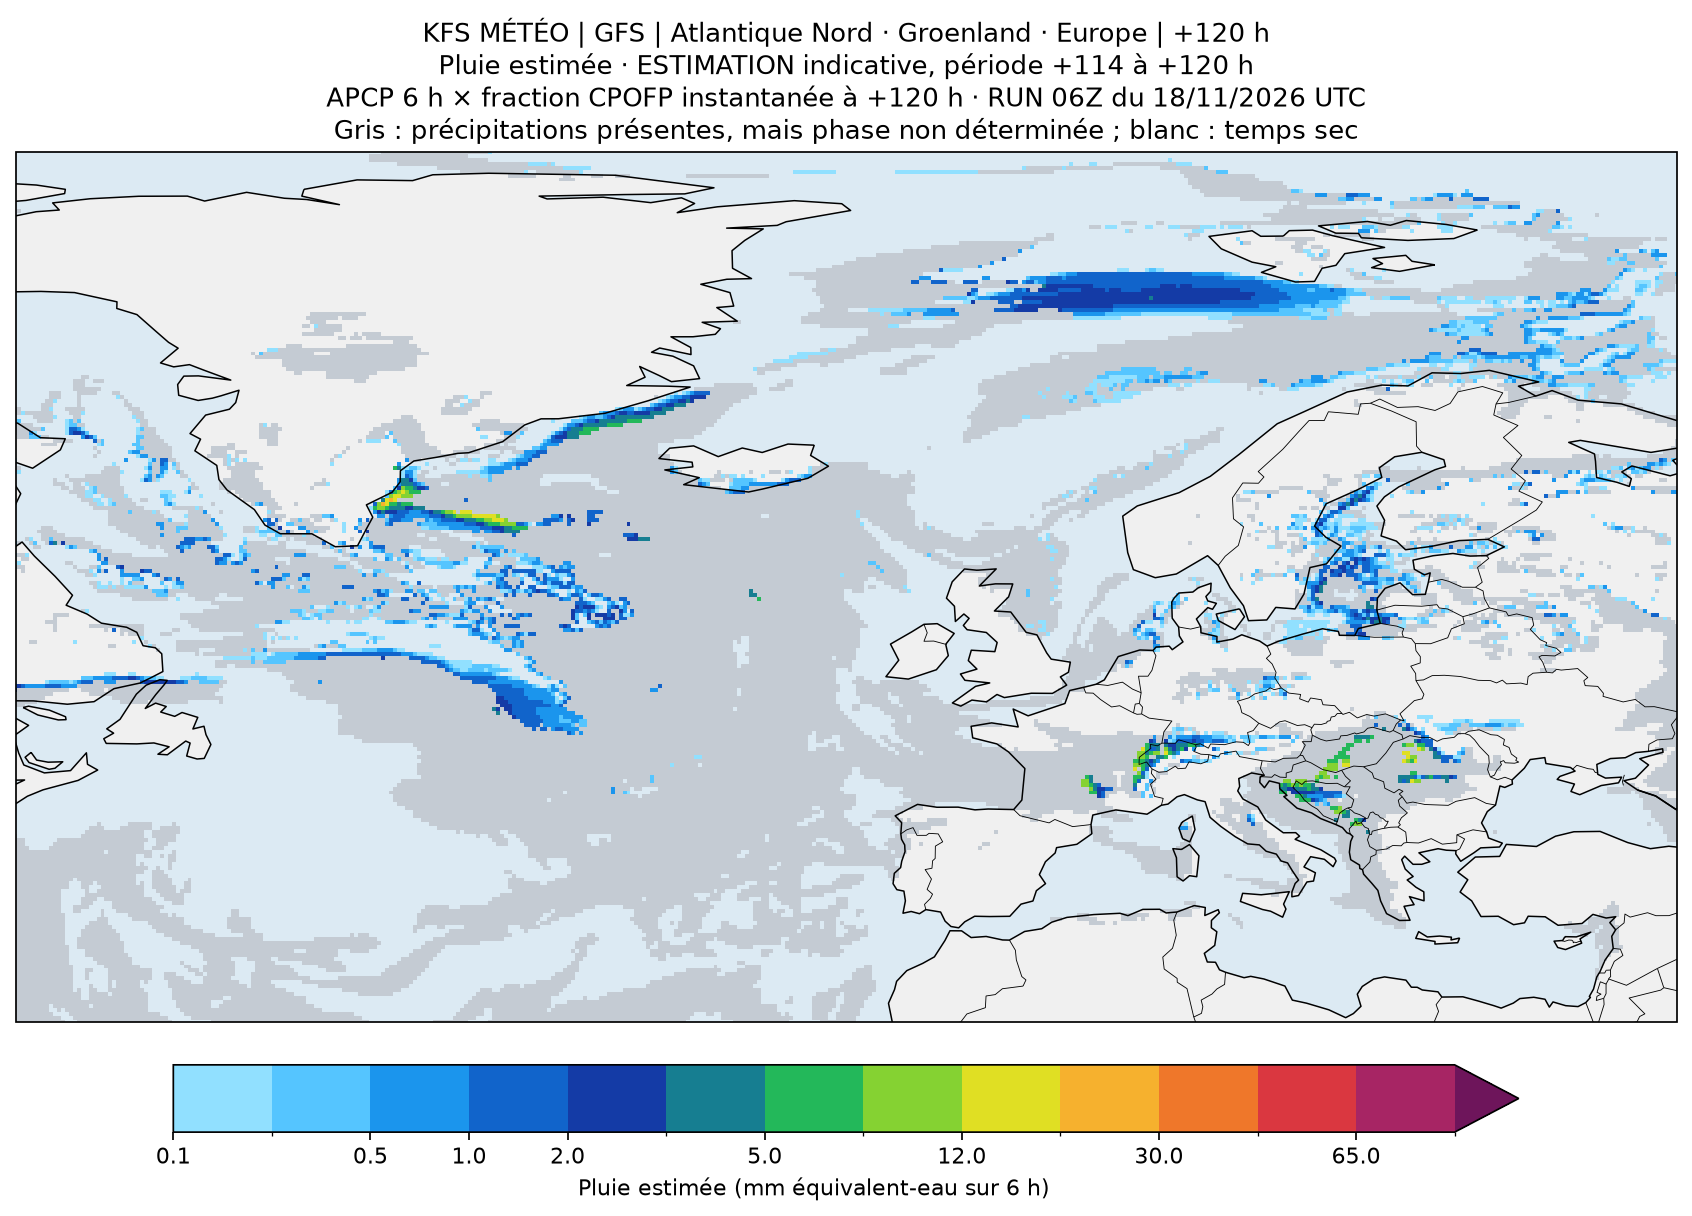 KFS MÉTÉO | GFS | Atlantique Nord · Groenland · Europe | +120 h
Pluie estimée · ESTIMATION indicative, période +114 à +120 h
APCP 6 h × fraction CPOFP instantanée à +120 h · RUN 06Z du 18/11/2026 UTC
Gris : précipitations présentes, mais phase non déterminée ; blanc : temps sec
0.1 0.5 1.0 2.0 5.0 12.0 30.0 65.0
Pluie estimée (mm équivalent-eau sur 6 h)